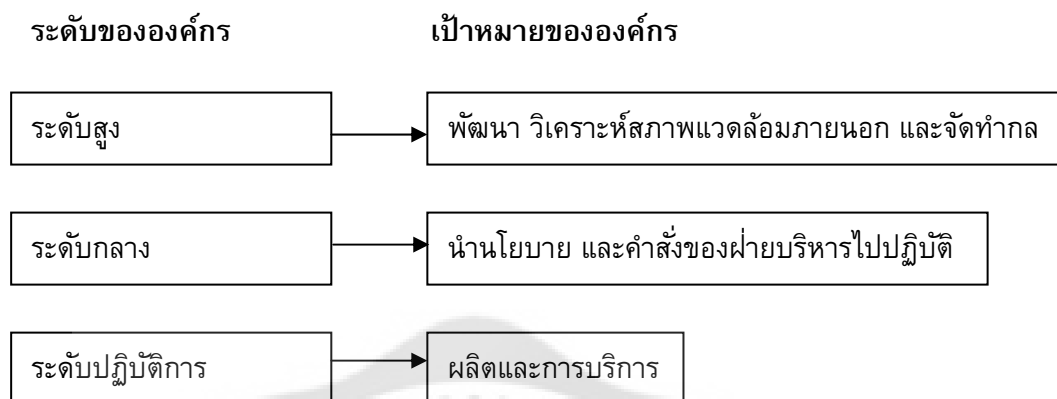 ระดับขององค์กร เป้าหมายขององค์กร
ระดับสูง พัฒนา วิเคราะห์สภาพแวดล้อมภายนอก และจัดทำกล
ระดับกลาง นำนโยบาย และคำสั่งของฝ่ายบริหารไปปฏิบัติ
ระดับปฏิบัติการ ผลิตและการบริการ